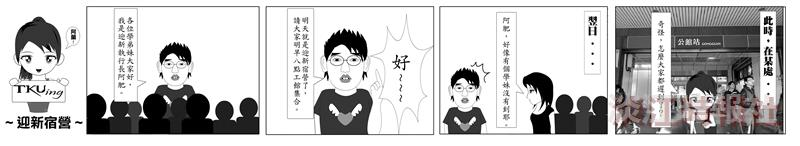 阿關
TKUing
～迎新宿營～
各位學弟妹大家好，
我是迎新執行長阿肥。
明天就是迎新宿營了，
請大家明早八點工館集合。
好～～～
翌日．．．
阿肥，好像有個學妹沒有到耶。
此時，在某處．．
奇怪，怎麼大家都遲到了？
公館站
GONGGUAN
淡江時報社